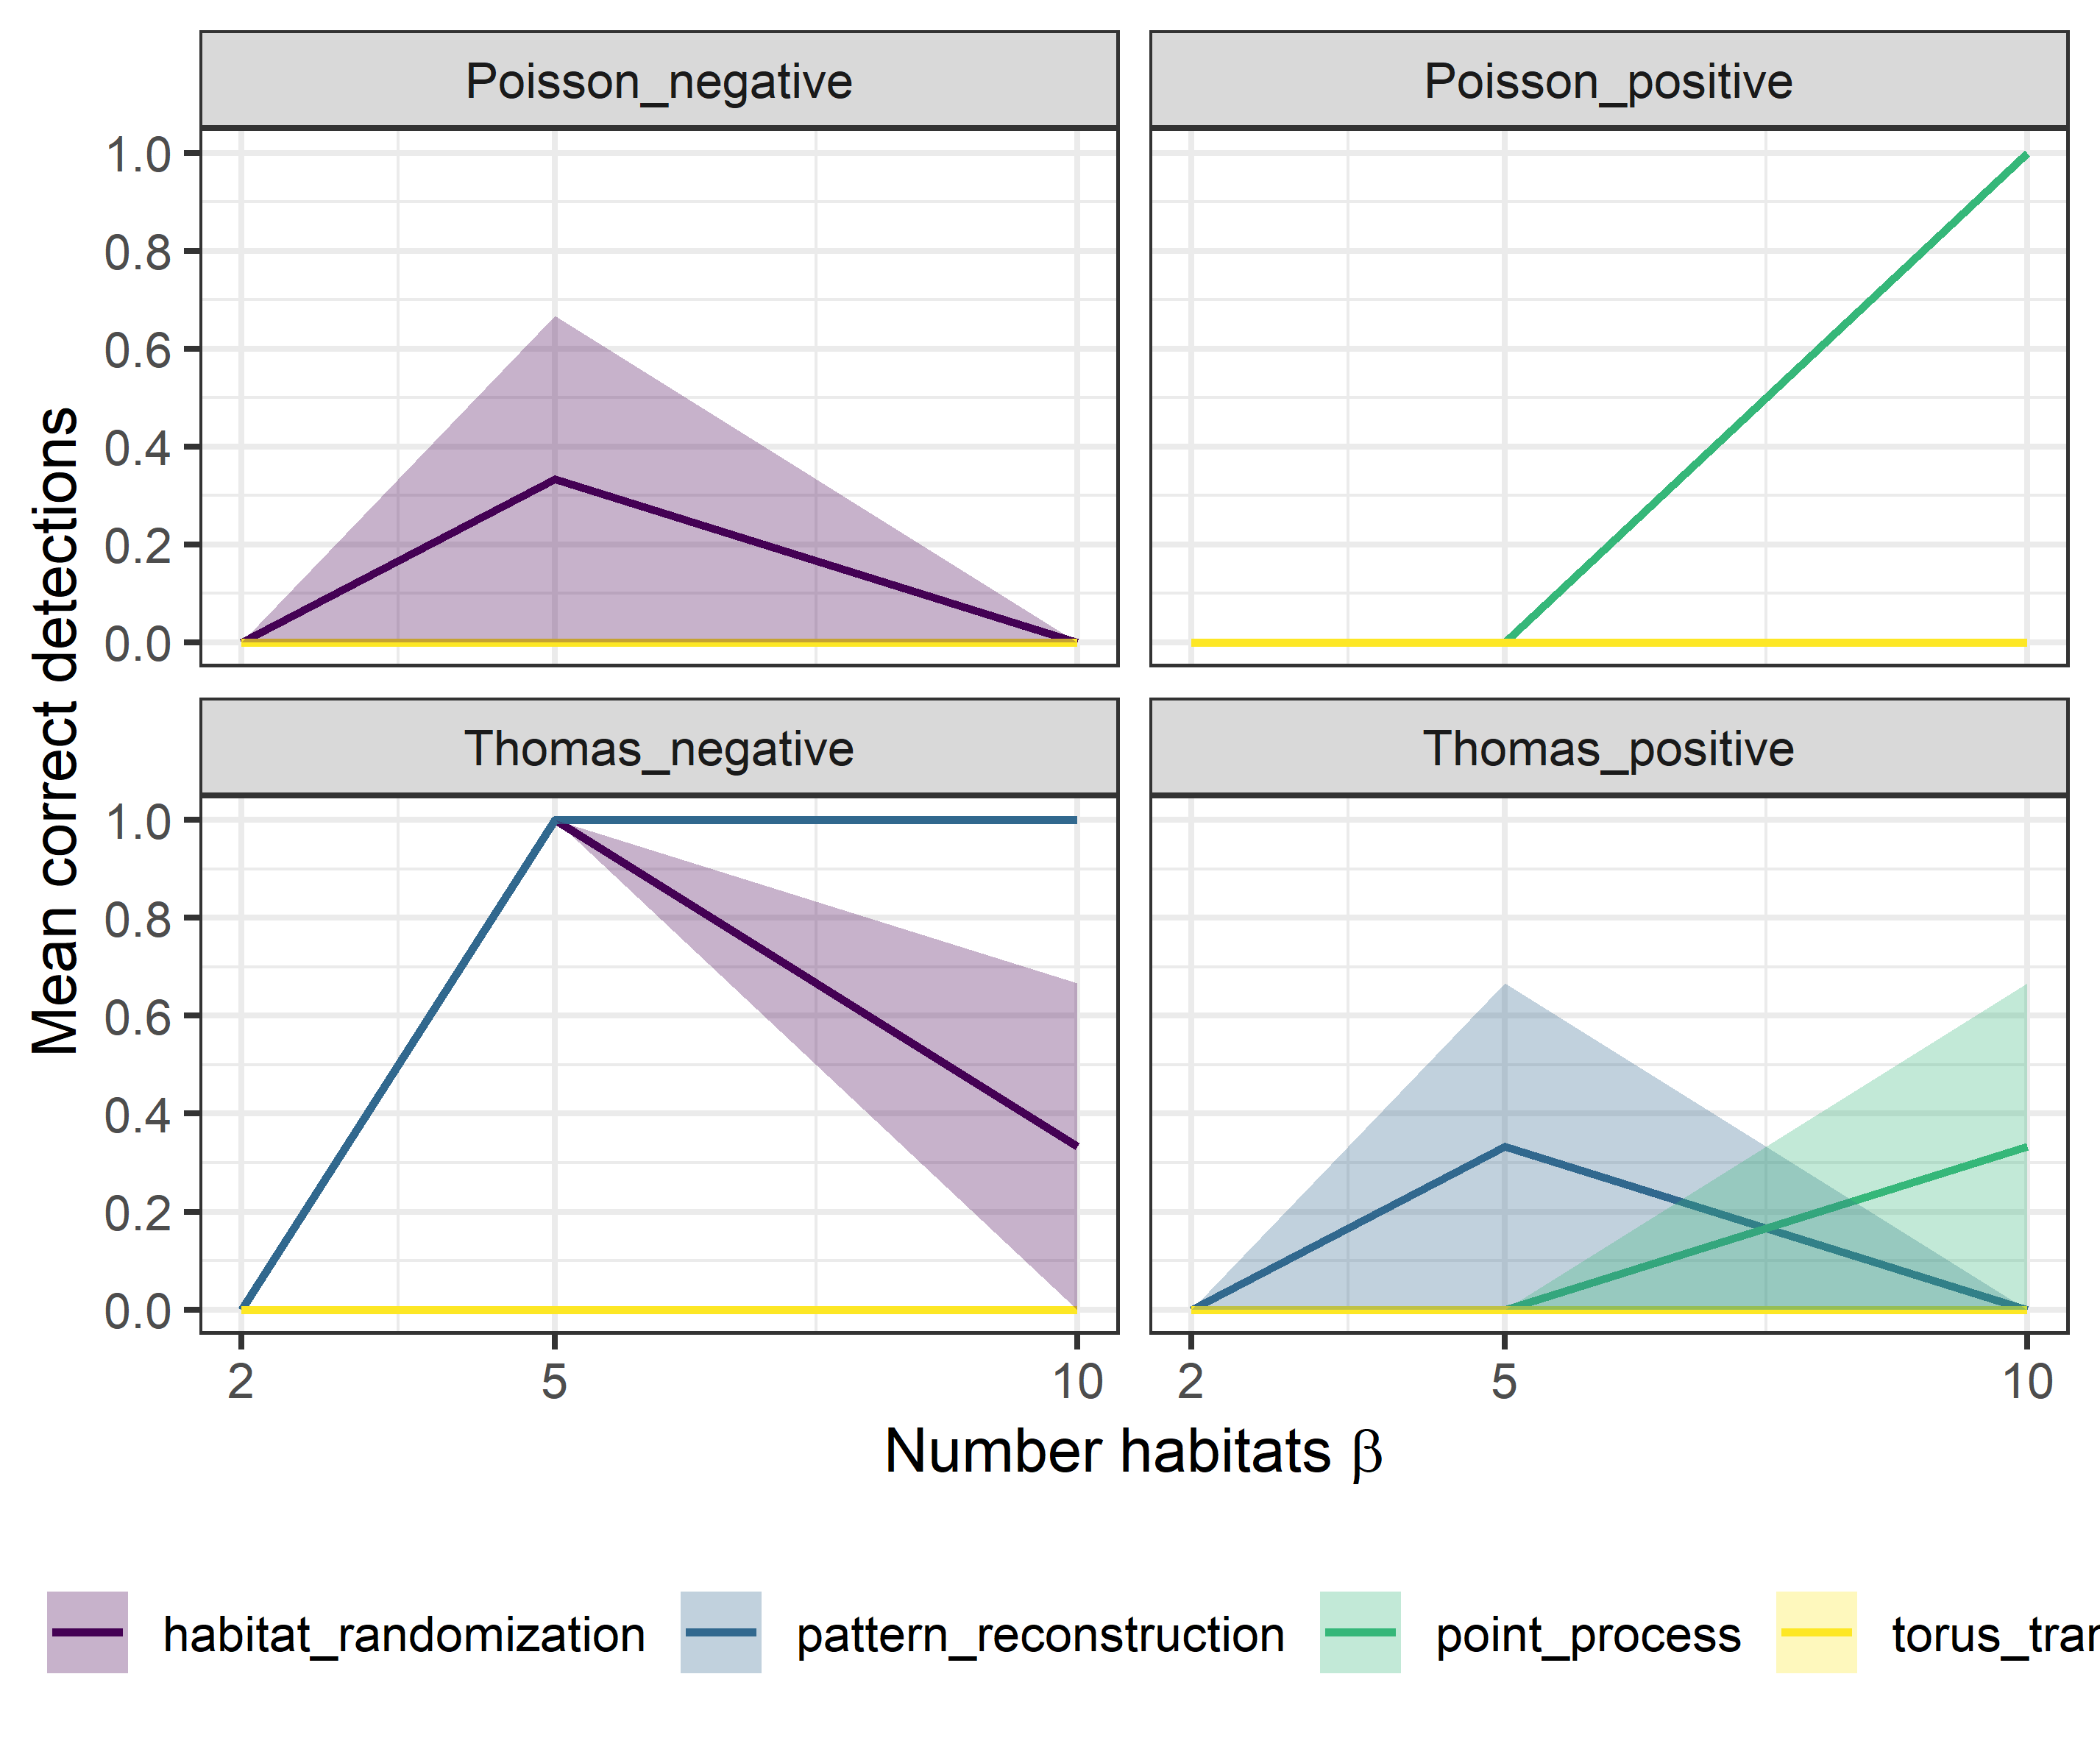 Poisson_negative
Poisson_positive
1.0
0.8
0.6
0.4
0.2
0.0
Mean correct detections
Thomas_negative
Thomas_positive
1.0
0.8
0.6
0.4
0.2
0.0
2 5 10
2 5 10
Number habitats β
habitat_randomization pattern_reconstruction point_process torus_tran